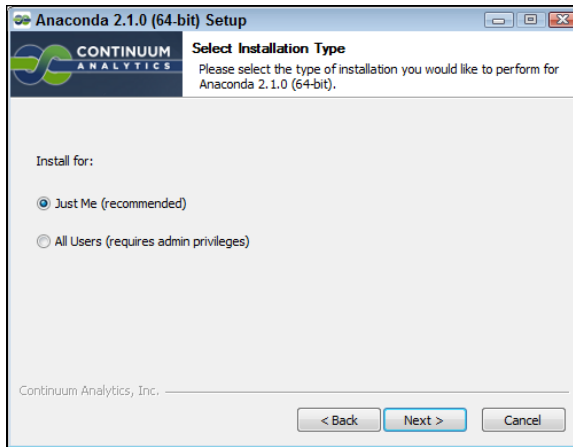 Anaconda 2.1.0 (64-bit) Setup
CONTINUUM
ANALYTICS
Select Installation Type
Please select the type of installation you would like to perform for
Anaconda 2.1.0 (64-bit).
Install for:
Just Me (recommended)
All Users (requires admin privileges)
Continuum Analytics, Inc.
< Back
Next >
Cancel